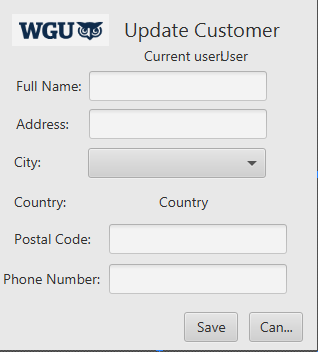 WGU Update Customer
Current userUser
Full Name:
Address:
City:
Country: Country
Postal Code:
Phone Number:
Save Can...